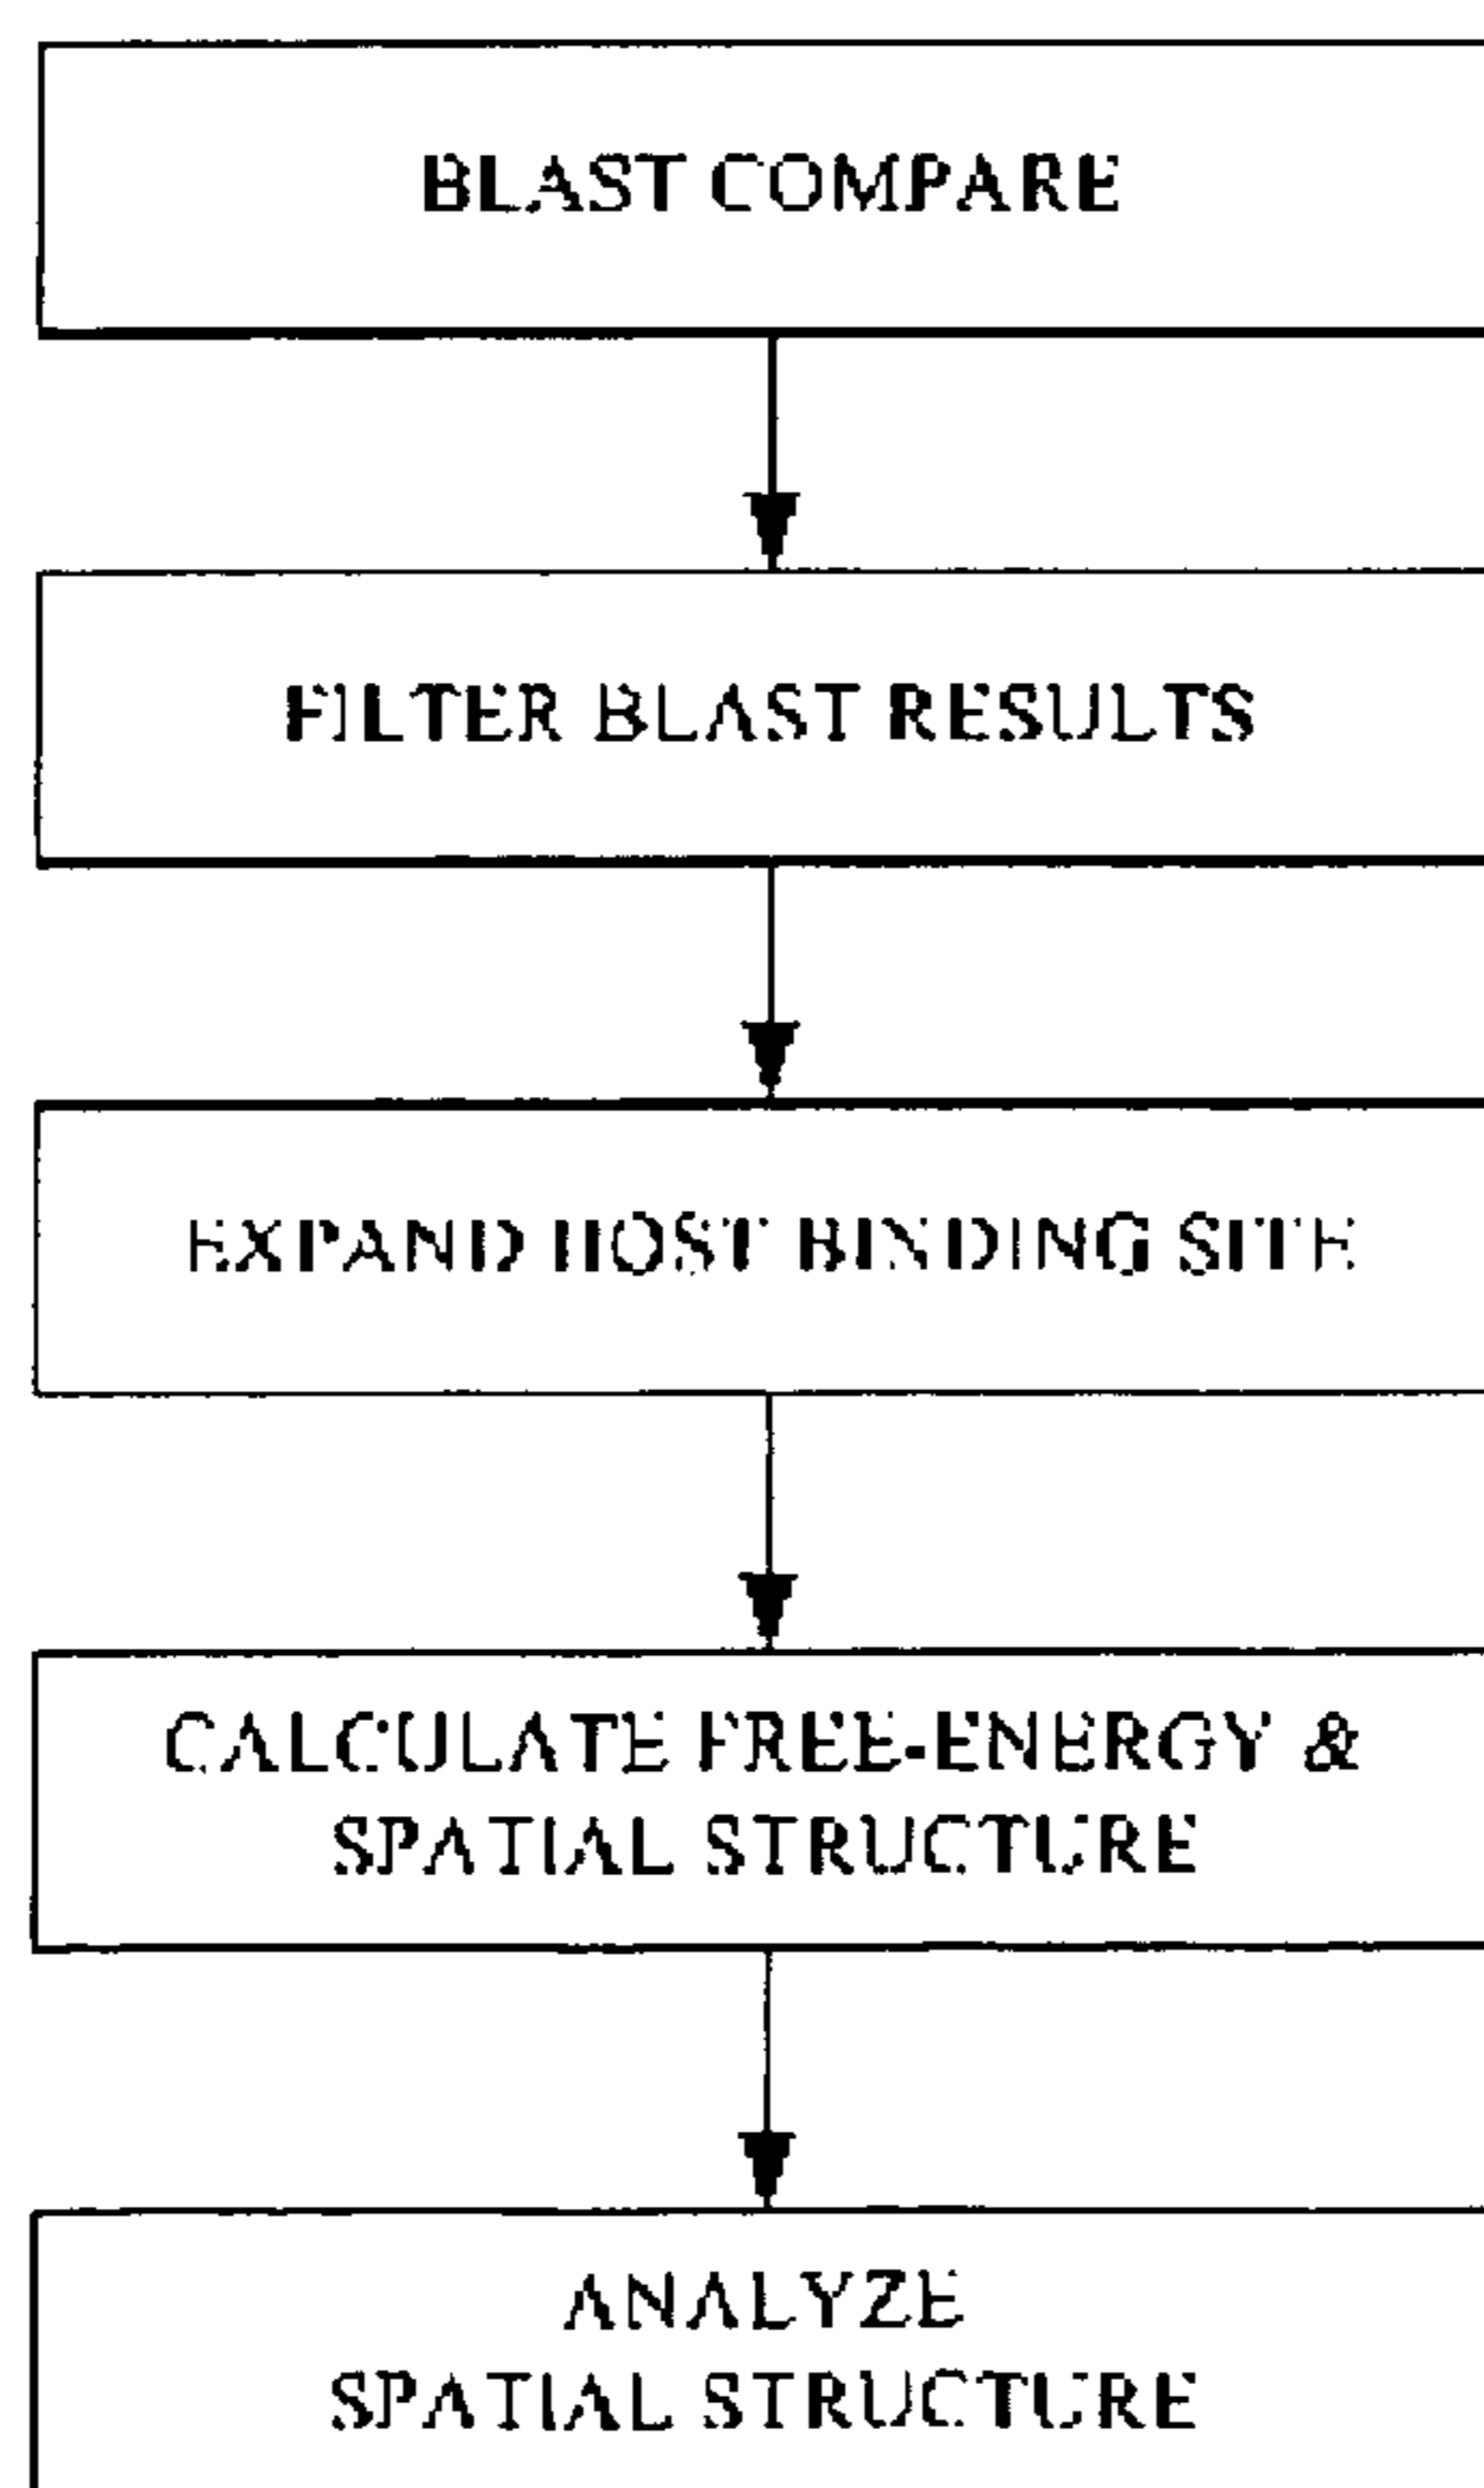 BLAST COMPARE
FILTER BLAST RESULTS
EXPAND HOST BINDING SITE
CALCULATE FREE-ENERGY &
SPATIAL STRUCTURE
ANALYZE
SPATIAL STRUCTURE